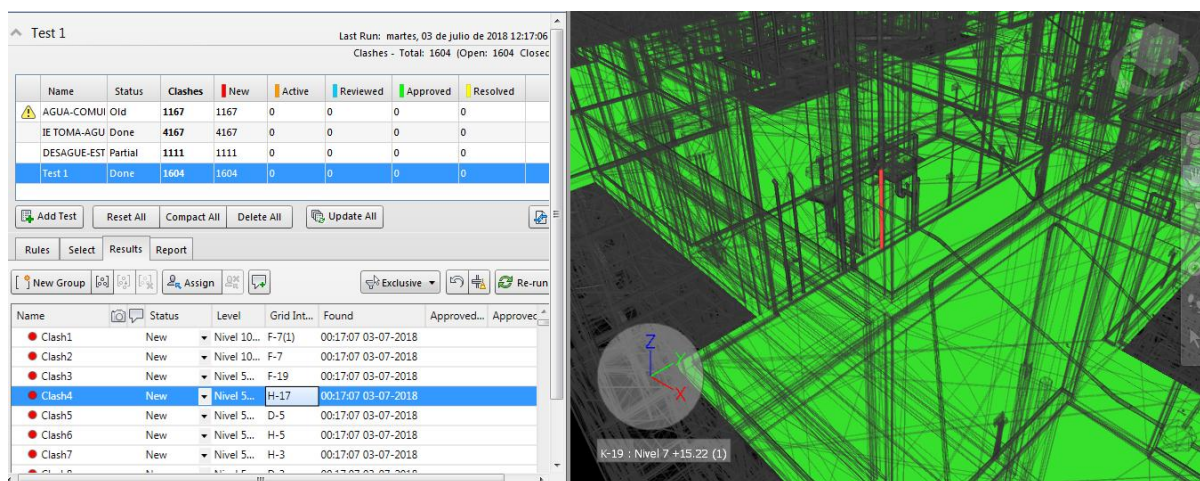 Test 1
Last Run: martes, 03 de julio de 2018 12:17:06
Clashes - Total: 1604 (Open: 1604 Closed
Name Status Clashes New Active Reviewed Approved Resolved
AGUA-COMUI Old 1167 1167 0 0 0 0
IE TOMA-AGU Done 4167 4167 0 0 0 0
DESAGUE-EST Partial 1111 1111 0 0 0 0
Test 1 Done 1604 1604 0 0 0 0
Add Test Reset All Compact All Delete All Update All
Rules Select Results Report
New Group Assign Exclusive Re-run
Name Status Level Grid Int... Found Approved... Approved
Clash1 New Nivel 10... F-7(1) 00:17:07 03-07-2018
Clash2 New Nivel 10... F-7 00:17:07 03-07-2018
Clash3 New Nivel 5... F-19 00:17:07 03-07-2018
Clash4 New Nivel 5... H-17 00:17:07 03-07-2018
Clash5 New Nivel 5... D-5 00:17:07 03-07-2018
Clash6 New Nivel 5... H-5 00:17:07 03-07-2018
Clash7 New Nivel 5... H-3 00:17:07 03-07-2018
Z
Y
X
K-19 : Nivel 7 +15.22 (1)